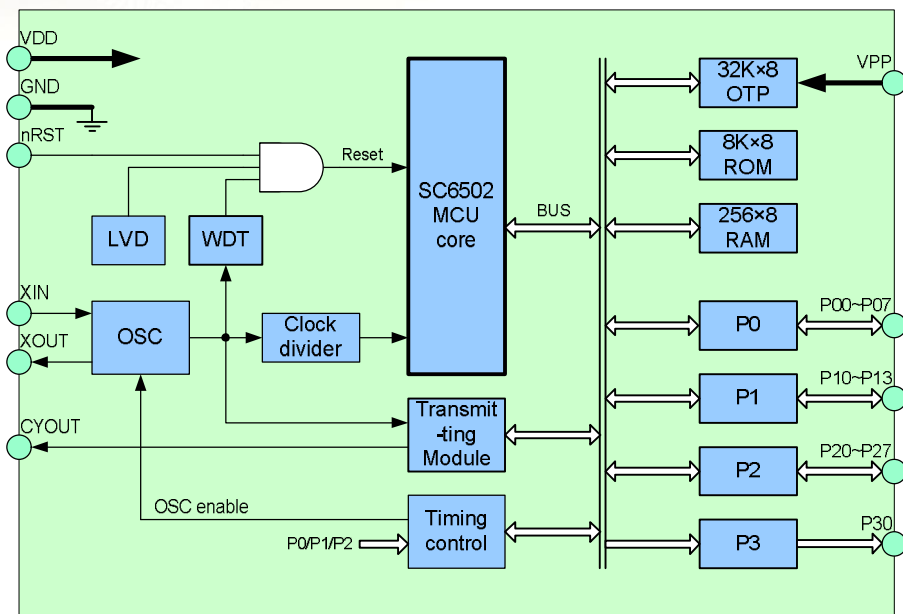 VDD
GND
nRST
XIN
XOUT
CYOUT
LVD
WDT
Reset
OSC
Clock
divider
OSC enable
P0/P1/P2
SC6502
MCU
core
Transmit
-ting
Module
Timing
control
BUS
32K×8
OTP
8K×8
ROM
256×8
RAM
P0
P1
P2
P3
VPP
P00~P07
P10~P13
P20~P27
P30